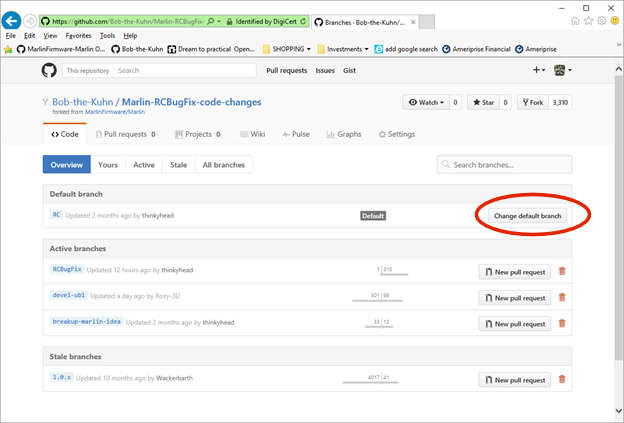 https://github.com/Bob-the-Kuhn/Marlin-RCBugFix
Identified by DigiCert
Branches · Bob-the-Kuhn/...
File Edit View Favorites Tools Help
MarlinFirmware-Marlin O...
Bob-the-Kuhn
Dream to practical Open...
SHOPPING
Investments
add google search
Ameriprise Financial
Ameriprise
This repository Search
Pull requests Issues Gist
Bob-the-Kuhn / Marlin-RCBugFix-code-changes
forked from MarlinFirmware/Marlin
Watch 0
Star 0
Fork 3,310
Code
Pull requests 0
Projects 0
Wiki
Pulse
Graphs
Settings
Overview Yours Active Stale All branches
Search branches...
Default branch
RC Updated 2 months ago by thinkyhead
Default
Change default branch
Active branches
RCBugFix Updated 12 hours ago by thinkyhead
1 315
New pull request
devel-ubl Updated a day ago by Roxy-3D
501 99
New pull request
breakup-marlin-idea Updated 2 months ago by thinkyhead
33 12
New pull request
Stale branches
1.0.x Updated 10 months ago by Wackerbarth
4017 41
New pull request